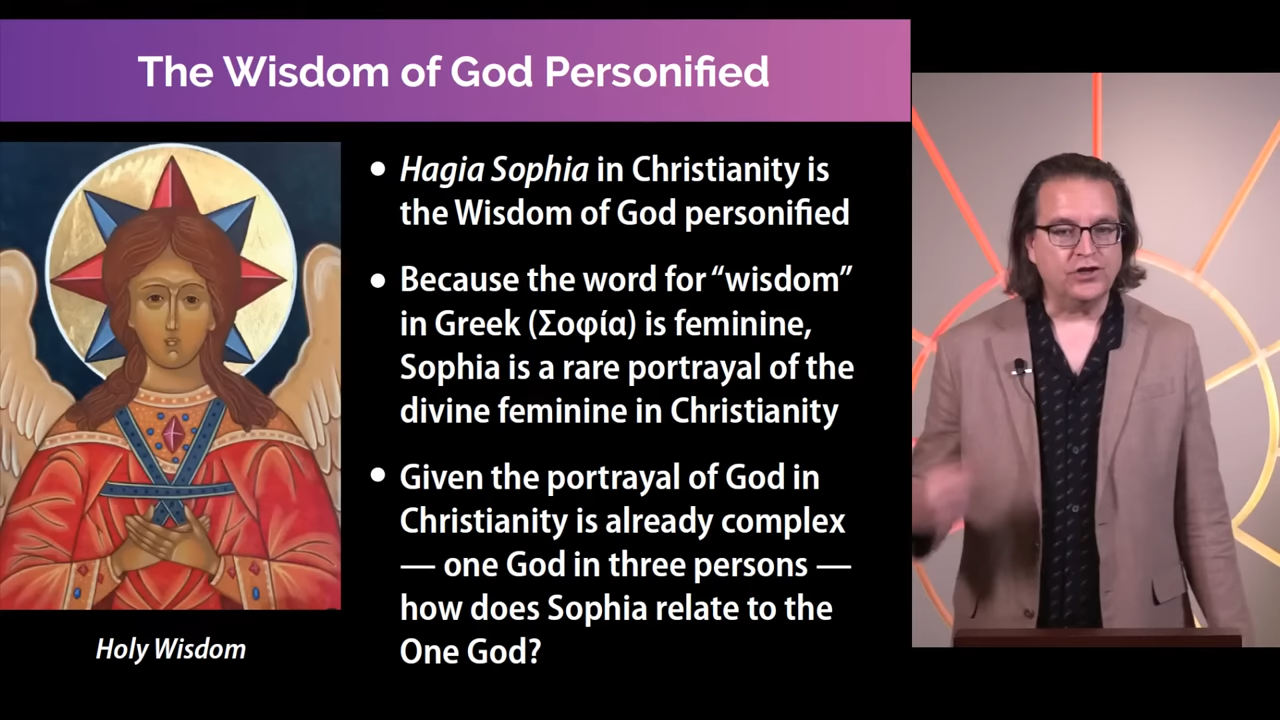 The Wisdom of God Personified
• Hagia Sophia in Christianity is
the Wisdom of God personified
• Because the word for “wisdom”
in Greek (Σοφία) is feminine,
Sophia is a rare portrayal of the
divine feminine in Christianity
• Given the portrayal of God in
Christianity is already complex
— one God in three persons —
how does Sophia relate to the
One God?
Holy Wisdom